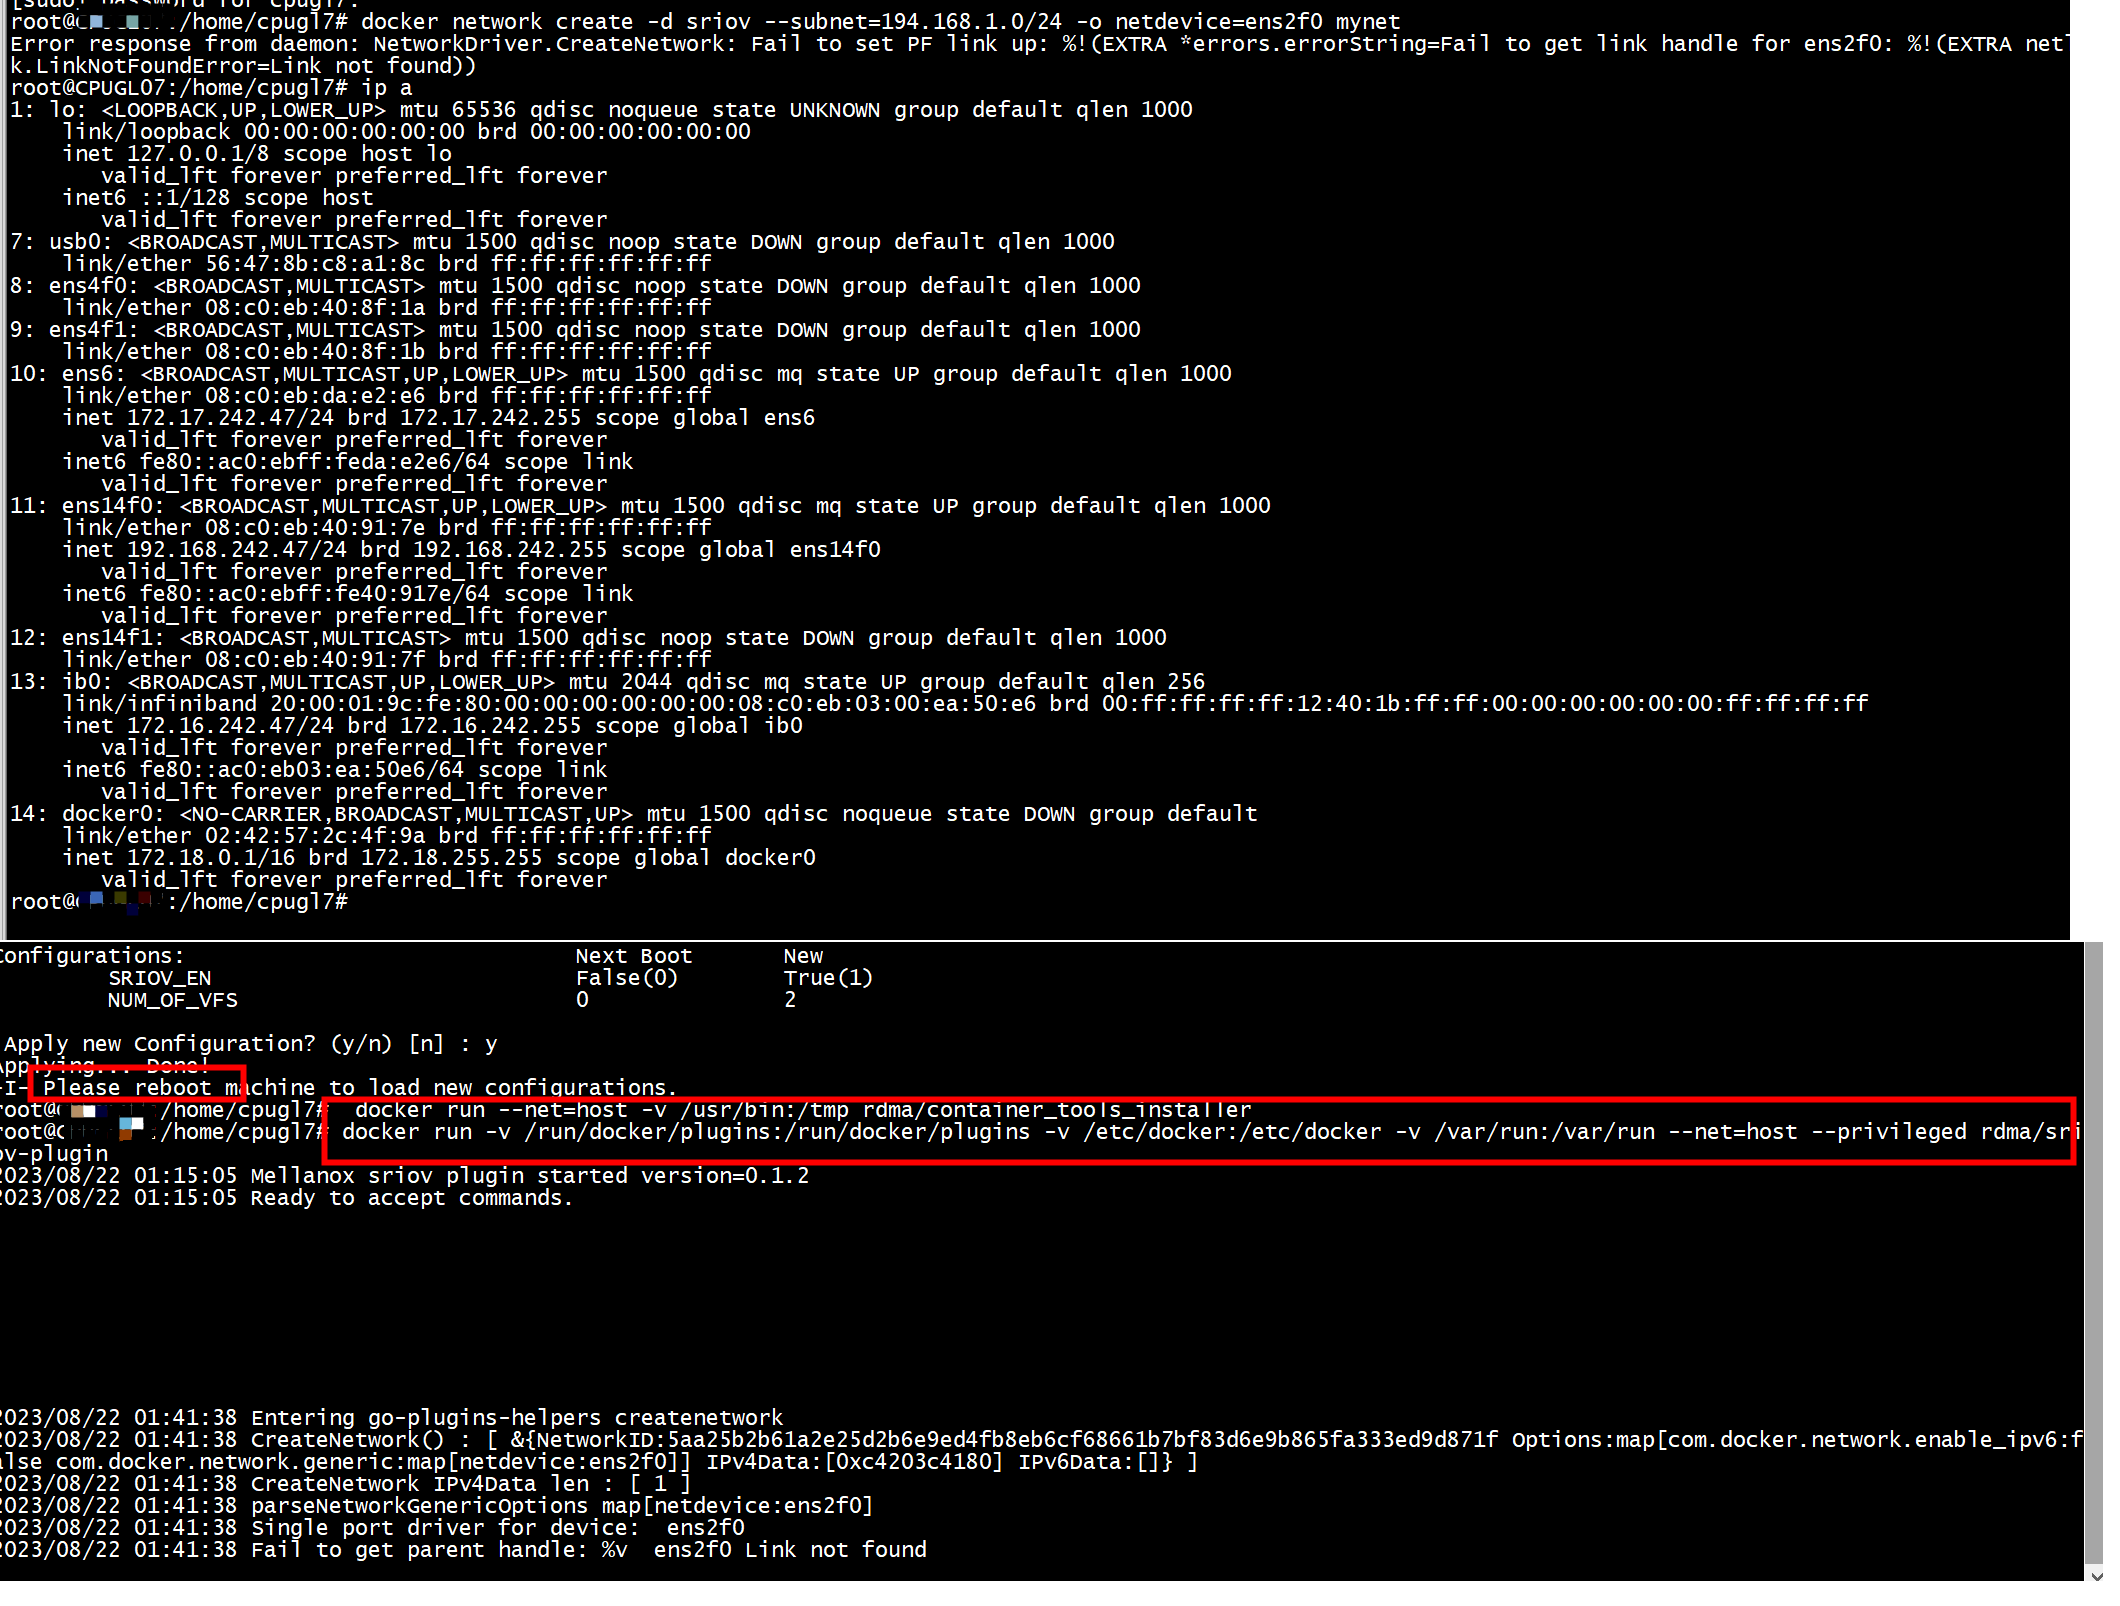 [sudo] password for cpugl7:
root@:/home/cpugl7# docker network create -d sriov --subnet=194.168.1.0/24 -o netdevice=ens2f0 mynet
Error response from daemon: NetworkDriver.CreateNetwork: Fail to set PF link up: %!(EXTRA *errors.errorString=Fail to get link handle for ens2f0: %!(EXTRA netl
k.LinkNotFoundError=Link not found))
root@CPUGL07:/home/cpugl7# ip a
1: lo: <LOOPBACK,UP,LOWER_UP> mtu 65536 qdisc noqueue state UNKNOWN group default qlen 1000
    link/loopback 00:00:00:00:00:00 brd 00:00:00:00:00:00
    inet 127.0.0.1/8 scope host lo
       valid_lft forever preferred_lft forever
    inet6 ::1/128 scope host
       valid_lft forever preferred_lft forever
7: usb0: <BROADCAST,MULTICAST> mtu 1500 qdisc noop state DOWN group default qlen 1000
    link/ether 56:47:8b:c8:a1:8c brd ff:ff:ff:ff:ff:ff
8: ens4f0: <BROADCAST,MULTICAST> mtu 1500 qdisc noop state DOWN group default qlen 1000
    link/ether 08:c0:eb:40:8f:1a brd ff:ff:ff:ff:ff:ff
9: ens4f1: <BROADCAST,MULTICAST> mtu 1500 qdisc noop state DOWN group default qlen 1000
    link/ether 08:c0:eb:40:8f:1b brd ff:ff:ff:ff:ff:ff
10: ens6: <BROADCAST,MULTICAST,UP,LOWER_UP> mtu 1500 qdisc mq state UP group default qlen 1000
    link/ether 08:c0:eb:da:e2:e6 brd ff:ff:ff:ff:ff:ff
    inet 172.17.242.47/24 brd 172.17.242.255 scope global ens6
       valid_lft forever preferred_lft forever
    inet6 fe80::ac0:ebff:feda:e2e6/64 scope link
       valid_lft forever preferred_lft forever
11: ens14f0: <BROADCAST,MULTICAST,UP,LOWER_UP> mtu 1500 qdisc mq state UP group default qlen 1000
    link/ether 08:c0:eb:40:91:7e brd ff:ff:ff:ff:ff:ff
    inet 192.168.242.47/24 brd 192.168.242.255 scope global ens14f0
       valid_lft forever preferred_lft forever
    inet6 fe80::ac0:ebff:fe40:917e/64 scope link
       valid_lft forever preferred_lft forever
12: ens14f1: <BROADCAST,MULTICAST> mtu 1500 qdisc noop state DOWN group default qlen 1000
    link/ether 08:c0:eb:40:91:7f brd ff:ff:ff:ff:ff:ff
13: ib0: <BROADCAST,MULTICAST,UP,LOWER_UP> mtu 2044 qdisc mq state UP group default qlen 256
    link/infiniband 20:00:01:9c:fe:80:00:00:00:00:00:00:08:c0:eb:03:00:ea:50:e6 brd 00:ff:ff:ff:ff:12:40:1b:ff:ff:00:00:00:00:00:00:ff:ff:ff:ff
    inet 172.16.242.47/24 brd 172.16.242.255 scope global ib0
       valid_lft forever preferred_lft forever
    inet6 fe80::ac0:eb03:ea:50e6/64 scope link
       valid_lft forever preferred_lft forever
14: docker0: <NO-CARRIER,BROADCAST,MULTICAST,UP> mtu 1500 qdisc noqueue state DOWN group default
    link/ether 02:42:57:2c:4f:9a brd ff:ff:ff:ff:ff:ff
    inet 172.18.0.1/16 brd 172.18.255.255 scope global docker0
       valid_lft forever preferred_lft forever
root@:/home/cpugl7#
Configurations: Next Boot New
SRIOV_EN False(0) True(1)
NUM_OF_VFS 0 2
Apply new Configuration? (y/n) [n] : y
Applying... Done!
-I- Please reboot machine to load new configurations.
root@:/home/cpugl7#  docker run --net=host -v /usr/bin:/tmp rdma/container_tools_installer
root@:/home/cpugl7# docker run -v /run/docker/plugins:/run/docker/plugins -v /etc/docker:/etc/docker -v /var/run:/var/run --net=host --privileged rdma/sri
ov-plugin
2023/08/22 01:15:05 Mellanox sriov plugin started version=0.1.2
2023/08/22 01:15:05 Ready to accept commands.
2023/08/22 01:41:38 Entering go-plugins-helpers createnetwork
2023/08/22 01:41:38 CreateNetwork() : [ &{NetworkID:5aa25b2b61a2e25d2b6e9ed4fb8eb6cf68661b7bf83d6e9b865fa333ed9d871f Options:map[com.docker.network.enable_ipv6:f
alse com.docker.network.generic:map[netdevice:ens2f0]] IPv4Data:[0xc4203c4180] IPv6Data:[]} ]
2023/08/22 01:41:38 CreateNetwork IPv4Data len : [ 1 ]
2023/08/22 01:41:38 parseNetworkGenericOptions map[netdevice:ens2f0]
2023/08/22 01:41:38 Single port driver for device:  ens2f0
2023/08/22 01:41:38 Fail to get parent handle: %v  ens2f0 Link not found